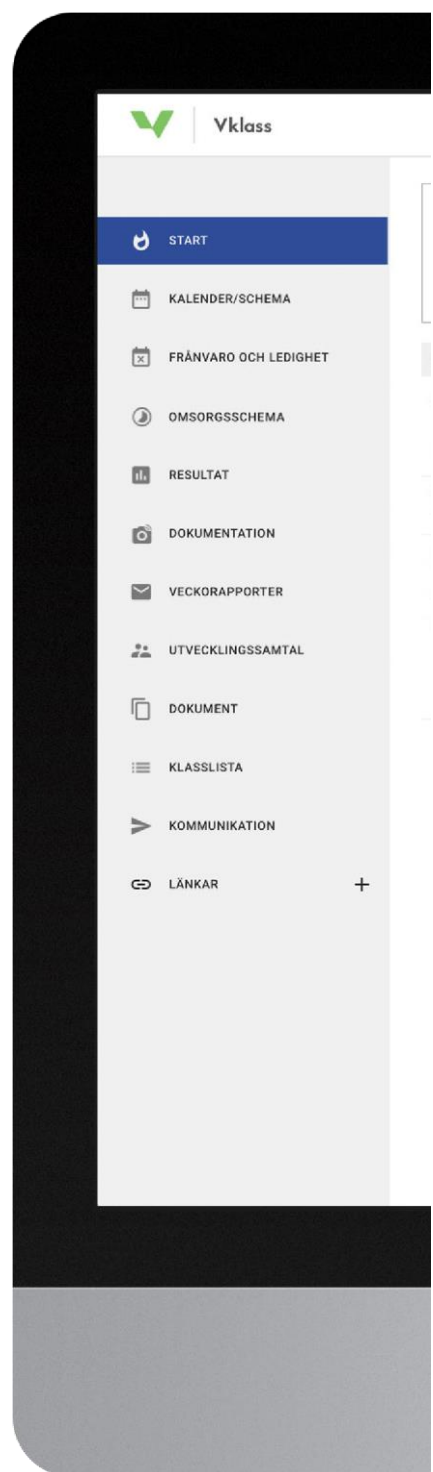 Vklass
START
KALENDER/SCHEMA
FRÅNVARO OCH LEDIGHET
OMSORGSSCHEMA
RESULTAT
DOKUMENTATION
VECKORAPPORTER
UTVECKLINGSSAMTAL
DOKUMENT
KLASSLISTA
KOMMUNIKATION
LÄNKAR +